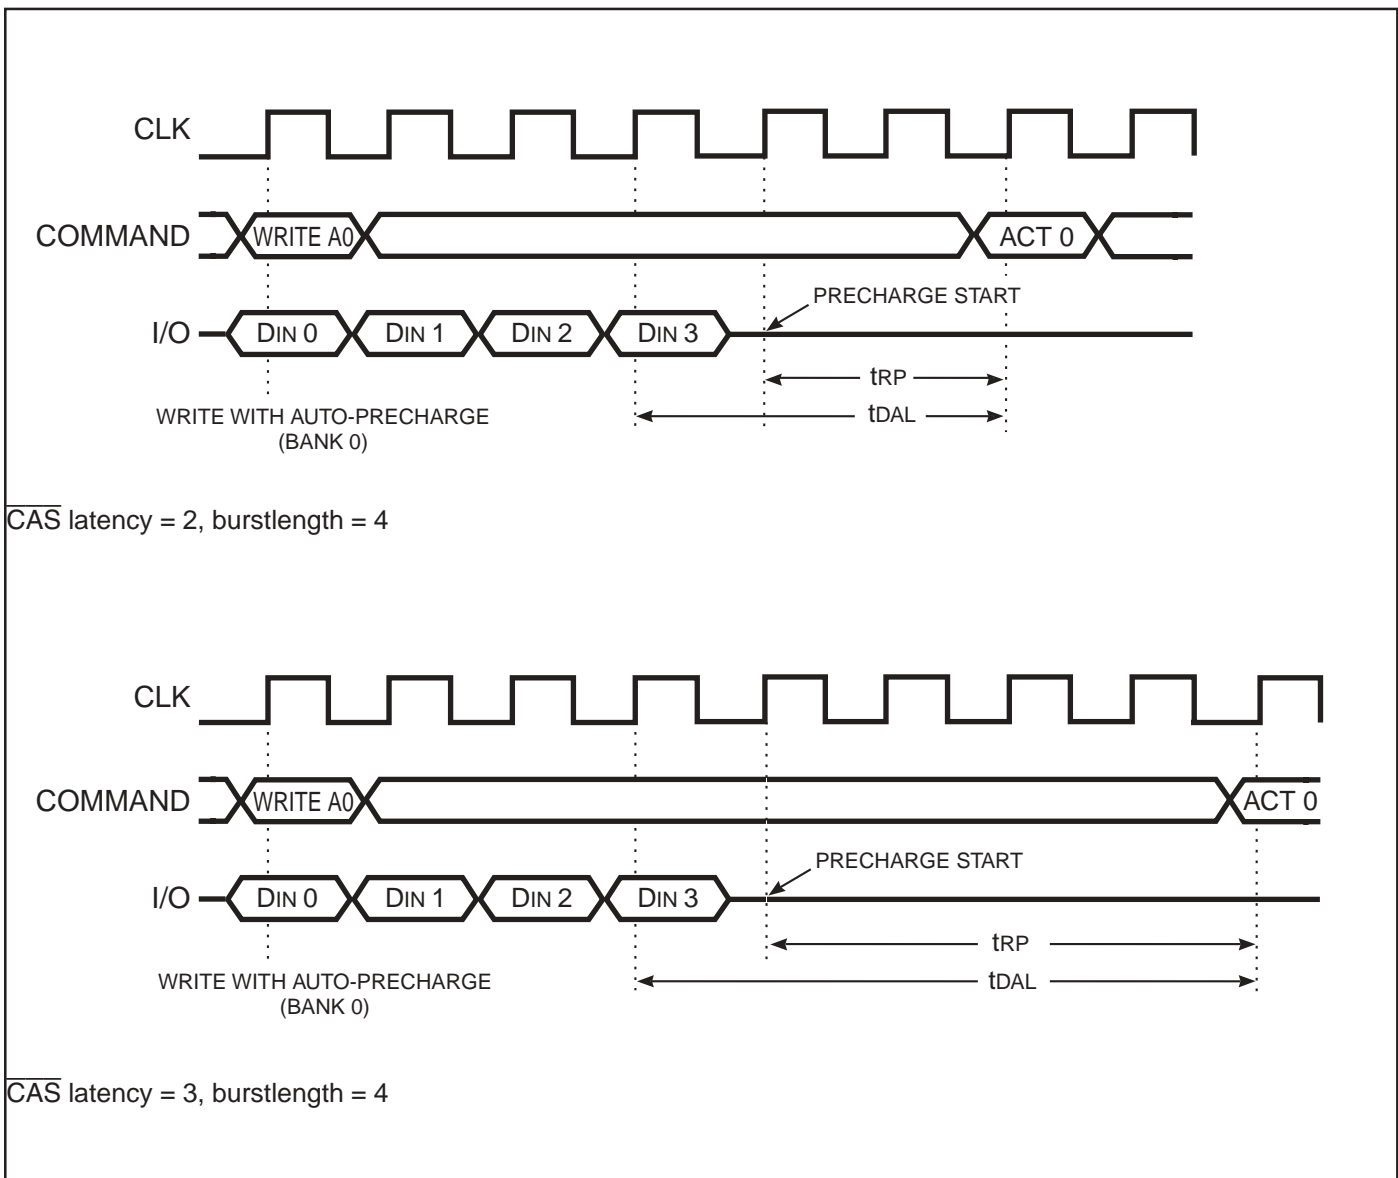 CLK
COMMAND WRITE A0 ACT 0
PRECHARGE START
I/O DIN 0 DIN 1 DIN 2 DIN 3
tRP
tDAL
WRITE WITH AUTO-PRECHARGE
(BANK 0)
CAS latency = 2, burstlength = 4
CLK
COMMAND WRITE A0 ACT 0
PRECHARGE START
I/O DIN 0 DIN 1 DIN 2 DIN 3
tRP
tDAL
WRITE WITH AUTO-PRECHARGE
(BANK 0)
CAS latency = 3, burstlength = 4